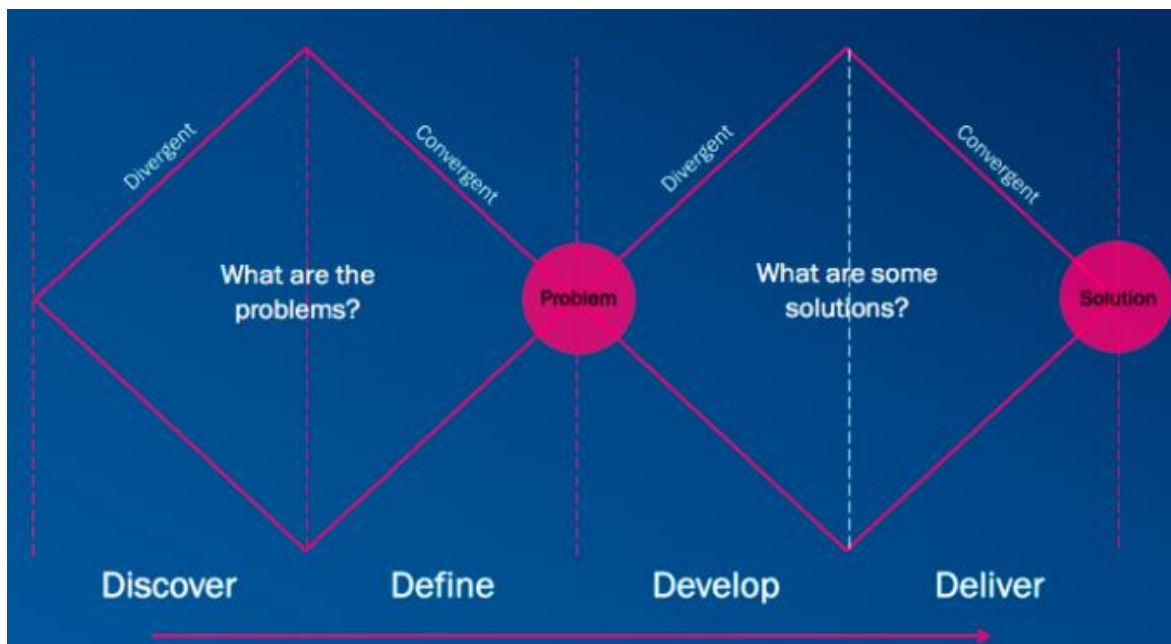 Divergent
Convergent
Divergent
Convergent
What are the
problems?
Problem
What are some
solutions?
Solution
Discover
Define
Develop
Deliver